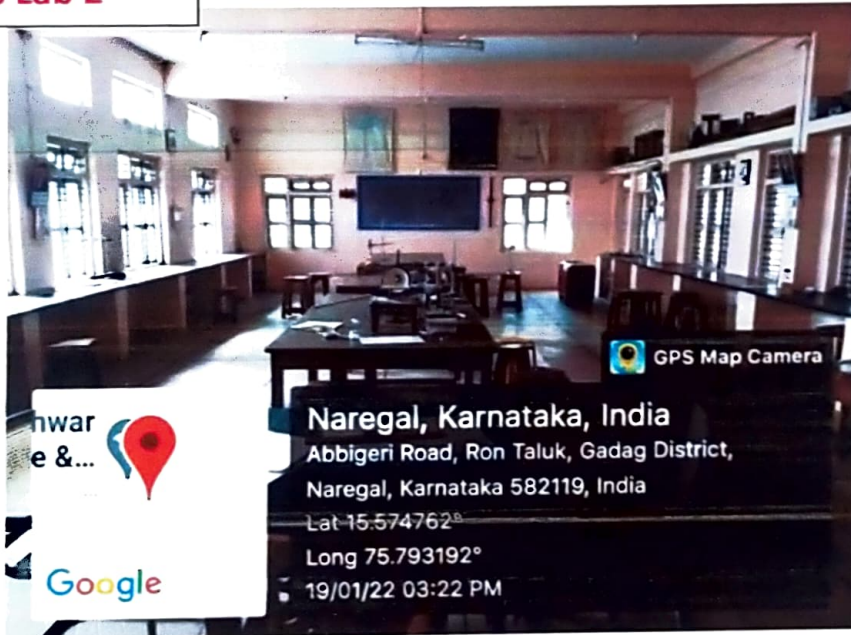 Lab 2
GPS Map Camera
hwar
e &...
Google
Naregal, Karnataka, India
Abbigeri Road, Ron Taluk, Gadag District,
Naregal, Karnataka 582119, India
Lat 15.574762°
Long 75.793192°
19/01/22 03:22 PM